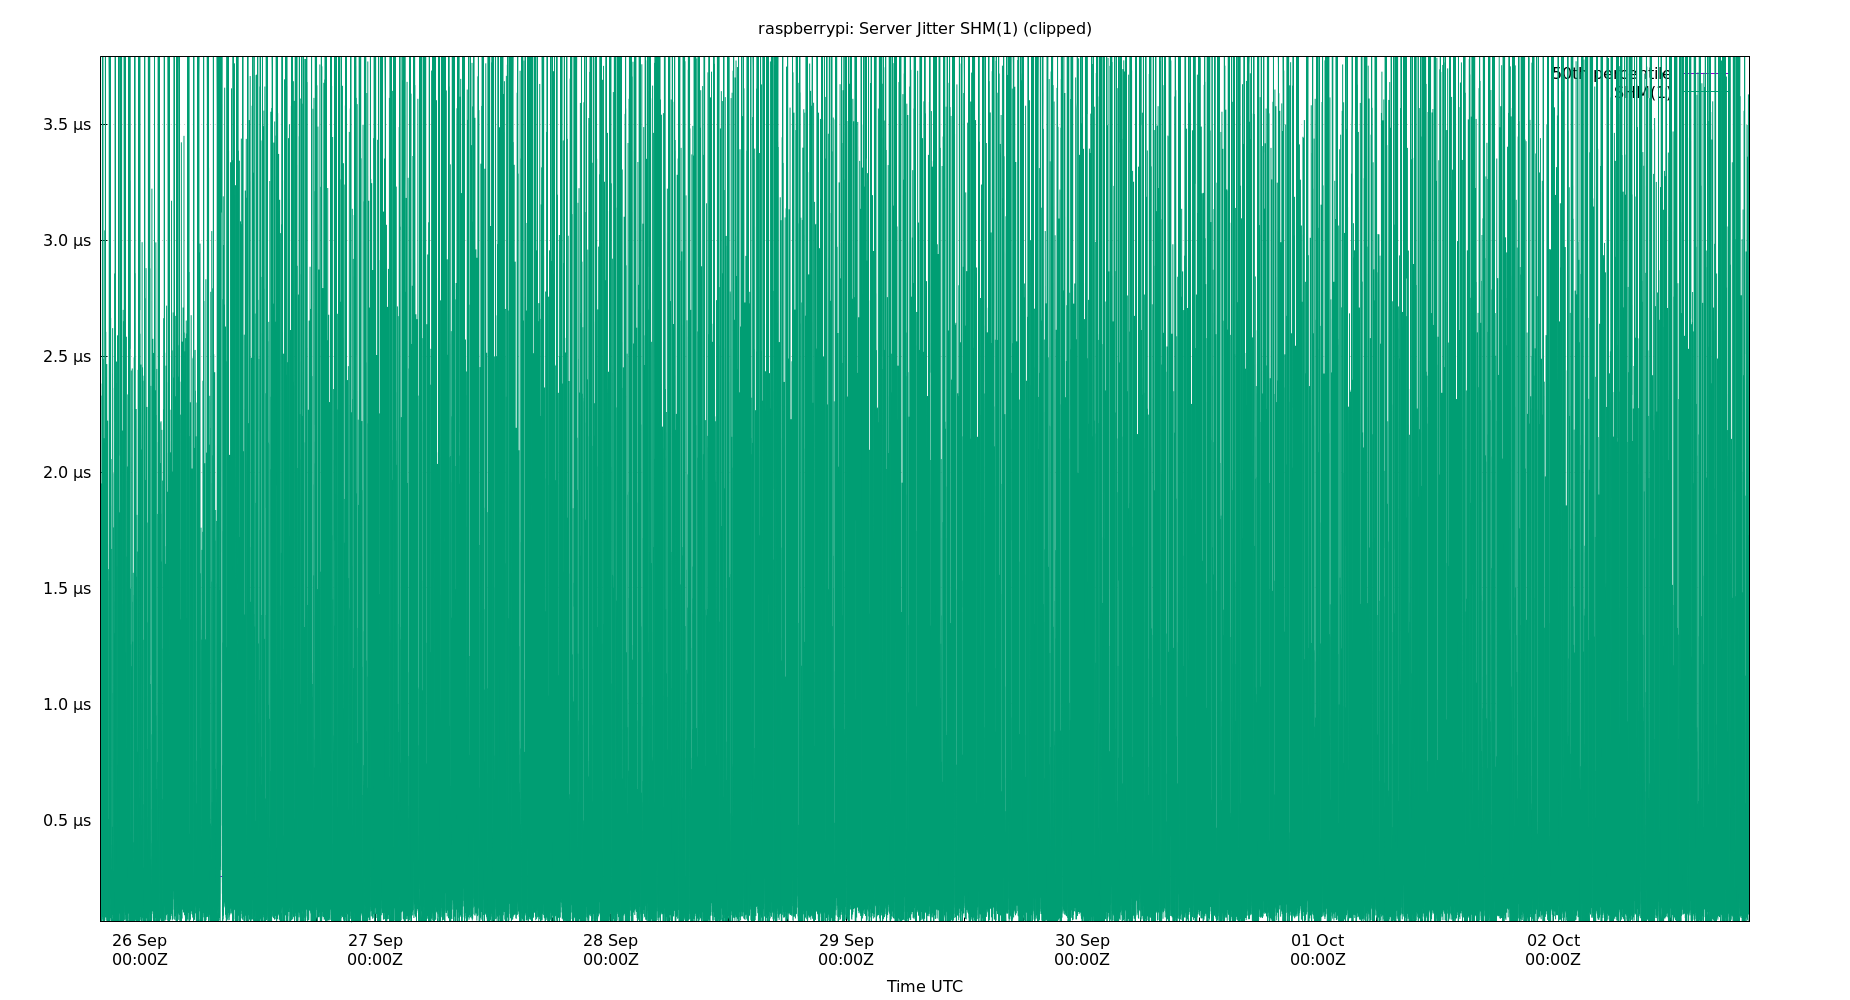 raspberrypi: Server Jitter SHM(1) (clipped)
50th percentile
SHM(1)
3.5 µs
3.0 µs
2.5 µs
2.0 µs
1.5 µs
1.0 µs
0.5 µs
26 Sep 27 Sep 28 Sep 29 Sep 30 Sep 01 Oct 02 Oct
00:00Z 00:00Z 00:00Z 00:00Z 00:00Z 00:00Z 00:00Z
Time UTC